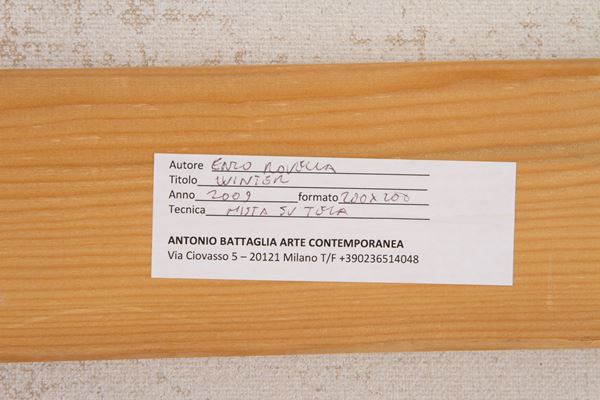 Autore ENZO ROVELLA
Titolo WINTER
Anno 2009 formato 200x200
Tecnica MISTA SU TELA
ANTONIO BATTAGLIA ARTE CONTEMPORANEA
Via Ciovasso 5 – 20121 Milano T/F +390236514048